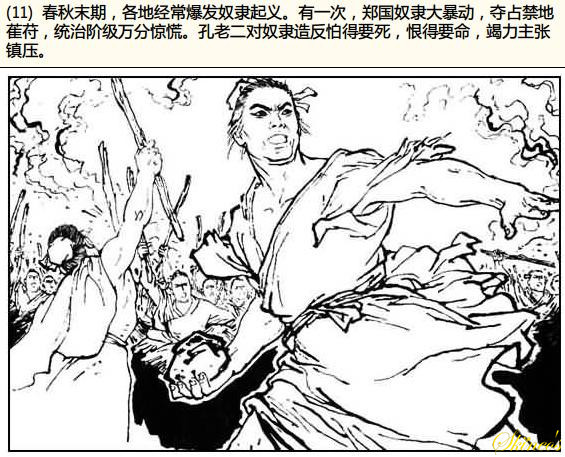 (11) 春秋末期，各地经常爆发奴隶起义。有一次，郑国奴隶大暴动，夺占禁地
萑苻，统治阶级万分惊慌。孔老二对奴隶造反怕得要死，恨得要命，竭力主张
镇压。